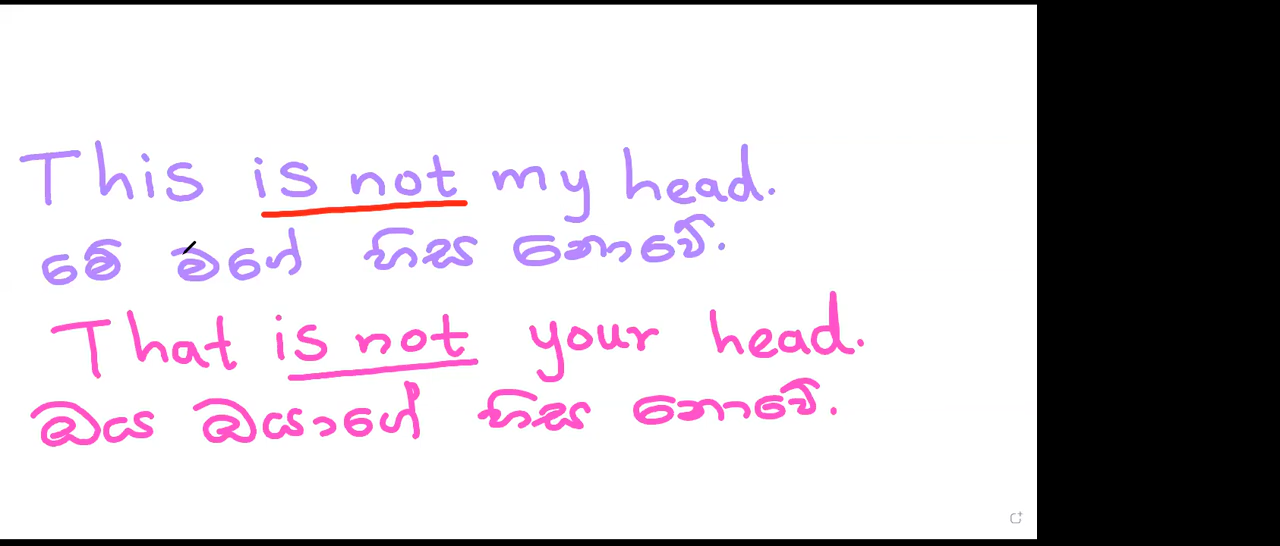 This is not my head.
මේ මගේ හිස නොවේ.
That is not your head.
ඔය ඔයාගේ හිස නොවේ.